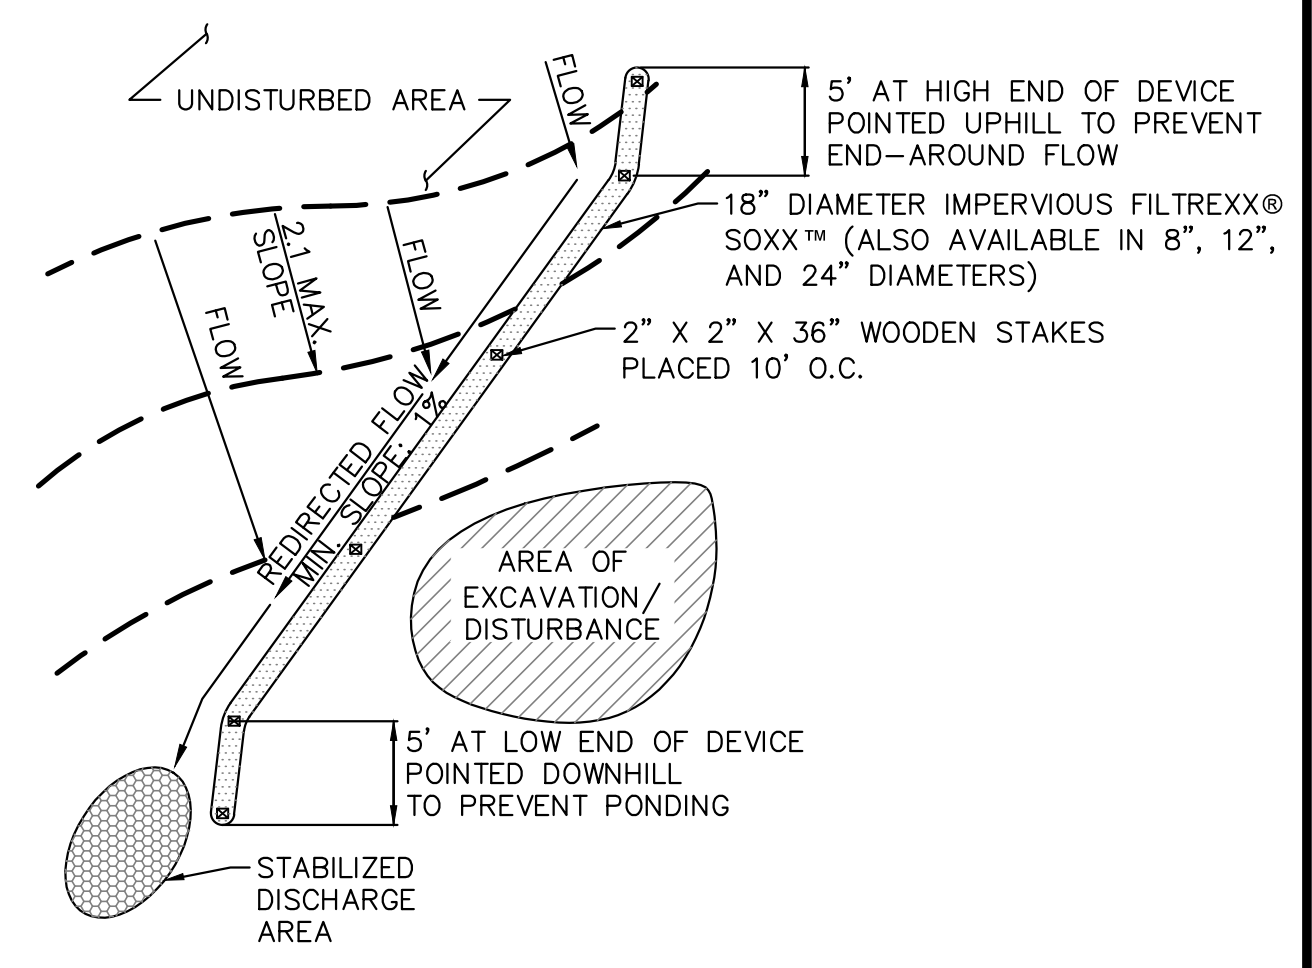 UNDISTURBED AREA
FLOW
5' AT HIGH END OF DEVICE
POINTED UPHILL TO PREVENT
END-AROUND FLOW
18" DIAMETER IMPERVIOUS FILTREXX®
SOXX™ (ALSO AVAILABLE IN 8", 12",
AND 24" DIAMETERS)
2.1 MAX.
SLOPE
FLOW
FLOW
2" X 2" X 36" WOODEN STAKES
PLACED 10' O.C.
REDIRECTED FLOW
MIN. SLOPE: 1%
AREA OF
EXCAVATION/
DISTURBANCE
5' AT LOW END OF DEVICE
POINTED DOWNHILL
TO PREVENT PONDING
STABILIZED
DISCHARGE
AREA